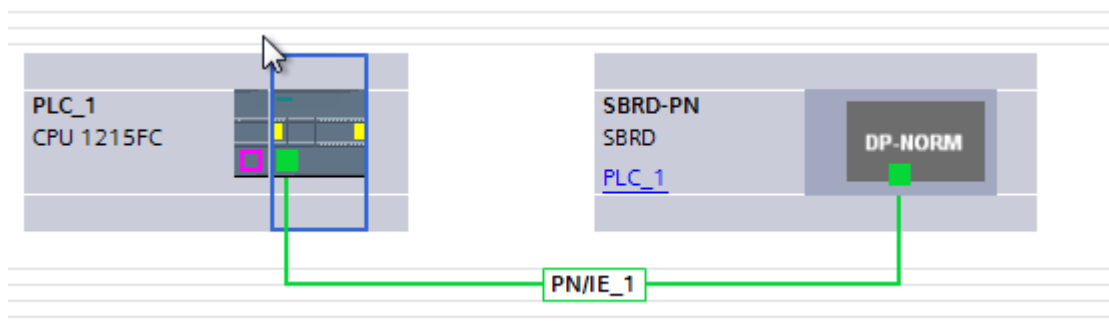 PLC_1
CPU 1215FC
SBRD-PN
SBRD
PLC_1
DP-NORM
PN/IE_1